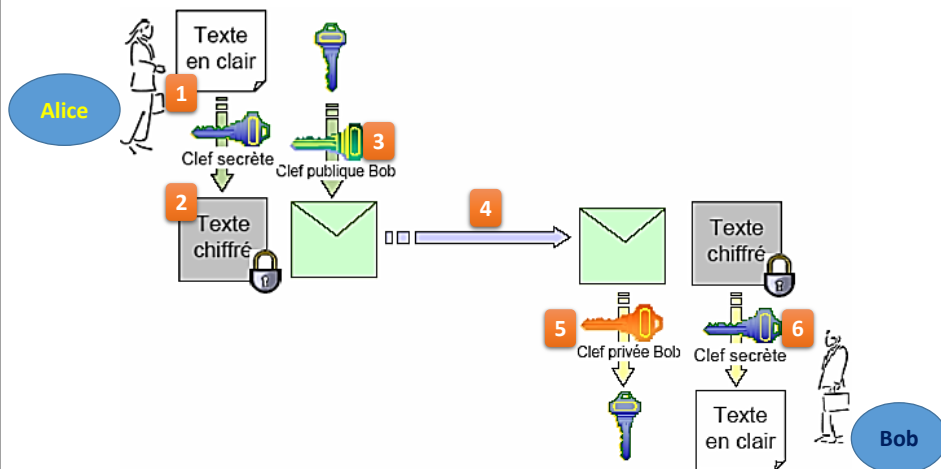 Texte
en clair
1
Alice
3
Clef secrète
Clef publique Bob
2
Texte
chiffré
4
Texte
chiffré
5
6
Clef privée Bob
Clef secrète
Texte
en clair
Bob